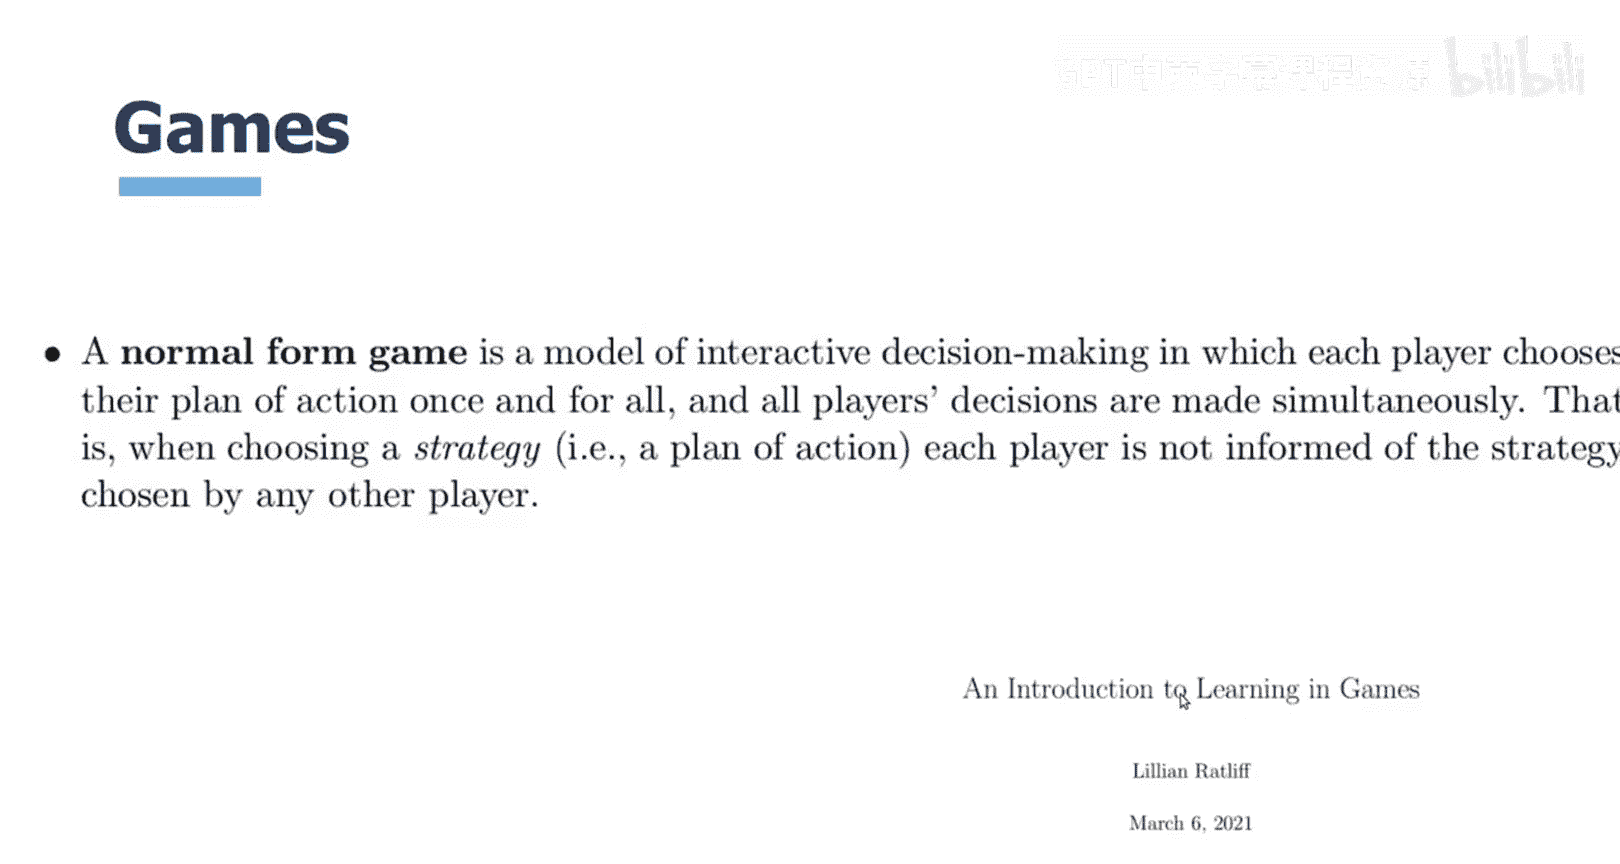 bilibili
Games
• A normal form game is a model of interactive decision-making in which each player chooses
their plan of action once and for all, and all players’ decisions are made simultaneously. That
is, when choosing a strategy (i.e., a plan of action) each player is not informed of the strategy
chosen by any other player.
An Introduction to Learning in Games
Lillian Ratliff
March 6, 2021